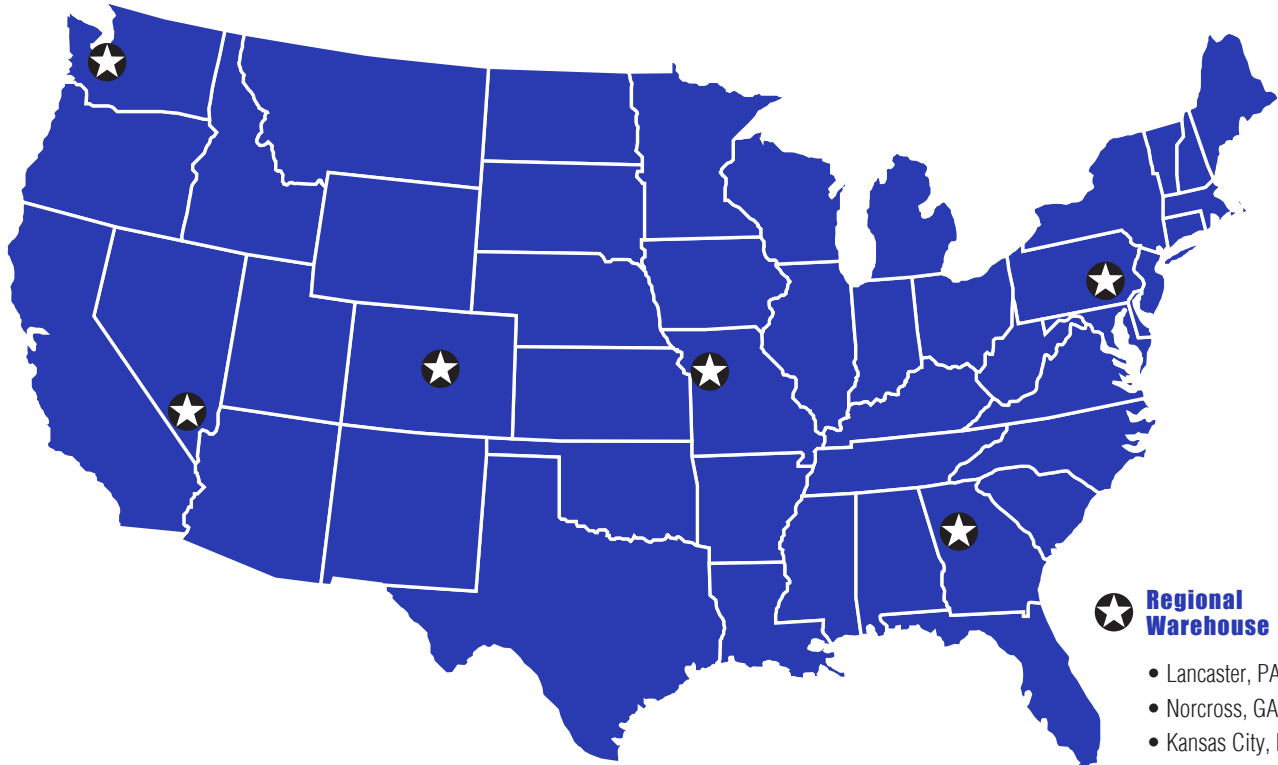 Regional
Warehouse
• Lancaster, PA
• Norcross, GA
• Kansas City,